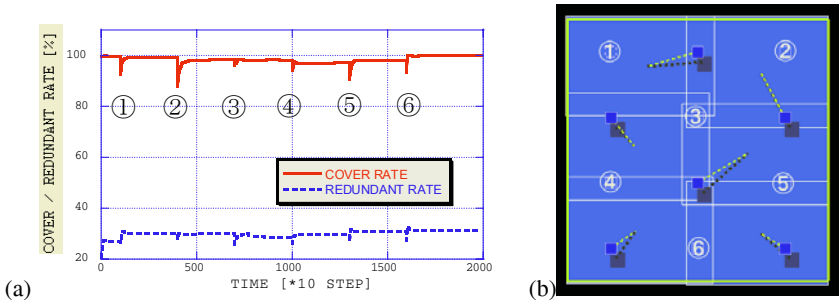 COVER / REDUNDANT RATE [%]
100
80
60
40
20
① ② ③ ④ ⑤ ⑥
COVER RATE
REDUNDANT RATE
0 500 1000 1500 2000
TIME [*10 STEP]
(a)
① ②
③
④ ⑤
⑥
(b)